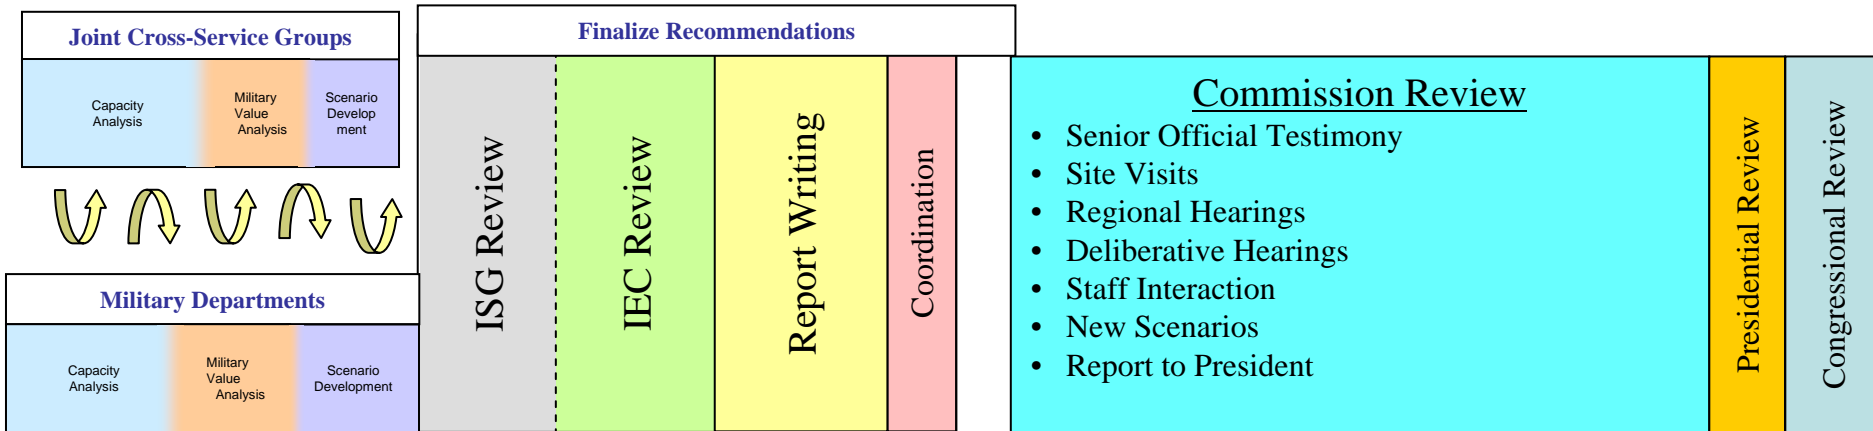 Joint Cross-Service Groups
Capacity
Analysis
Military
Value
Analysis
Scenario
Develop
ment
Military Departments
Capacity
Analysis
Military
Value
Analysis
Scenario
Development
Finalize Recommendations
ISG Review
IEC Review
Report Writing
Coordination
Commission Review
• Senior Official Testimony
• Site Visits
• Regional Hearings
• Deliberative Hearings
• Staff Interaction
• New Scenarios
• Report to President
Presidential Review
Congressional Review